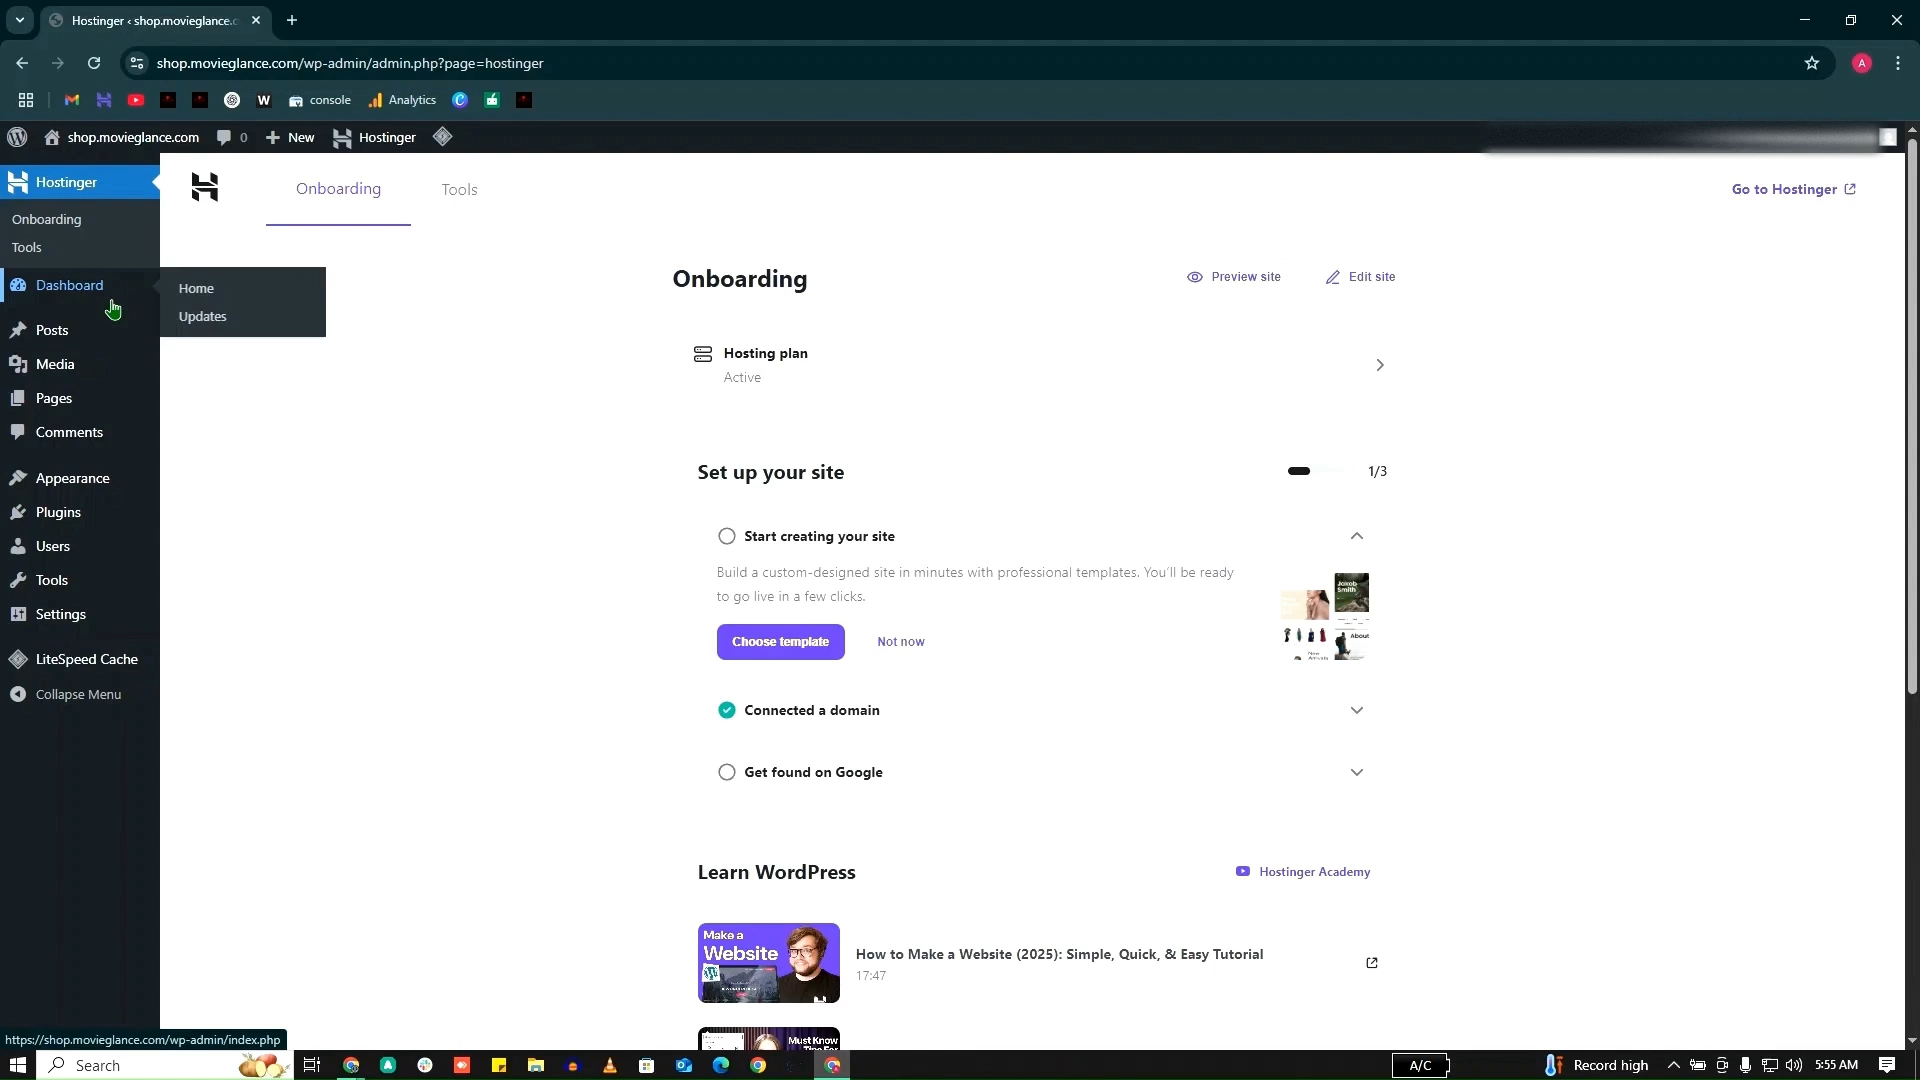 Hostinger ‹ shop.movieglance.c
shop.movieglance.com/wp-admin/admin.php?page=hostinger
A
W
console
Analytics
shop.movieglance.com
0
New
Hostinger
Hostinger
Onboarding
Tools
Go to Hostinger
Onboarding
Tools
Dashboard
Home
Updates
Posts
Media
Pages
Comments
Appearance
Plugins
Users
Tools
Settings
LiteSpeed Cache
Collapse Menu
Onboarding
Preview site
Edit site
Hosting plan
Active
Set up your site
1/3
Start creating your site
Build a custom-designed site in minutes with professional templates. You'll be ready
to go live in a few clicks.
Choose template
Not now
Jakob
Smith
About
New
Arrivals
Connected a domain
Get found on Google
Learn WordPress
Hostinger Academy
Make a
Website
How to Make a Website (2025): Simple, Quick, & Easy Tutorial
17:47
Must Know
https://shop.movieglance.com/wp-admin/index.php
Search
A/C
Record high
5:55 AM